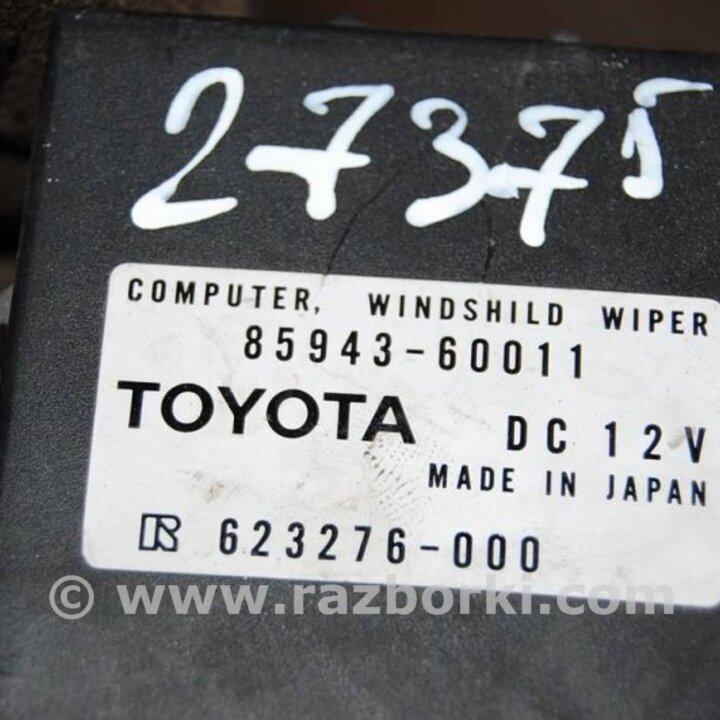 27375
COMPUTER, WINDSHILD WIPER
85943-60011
TOYOTA DC 12V
MADE IN JAPAN
R 623276-000
© www.razborki.com